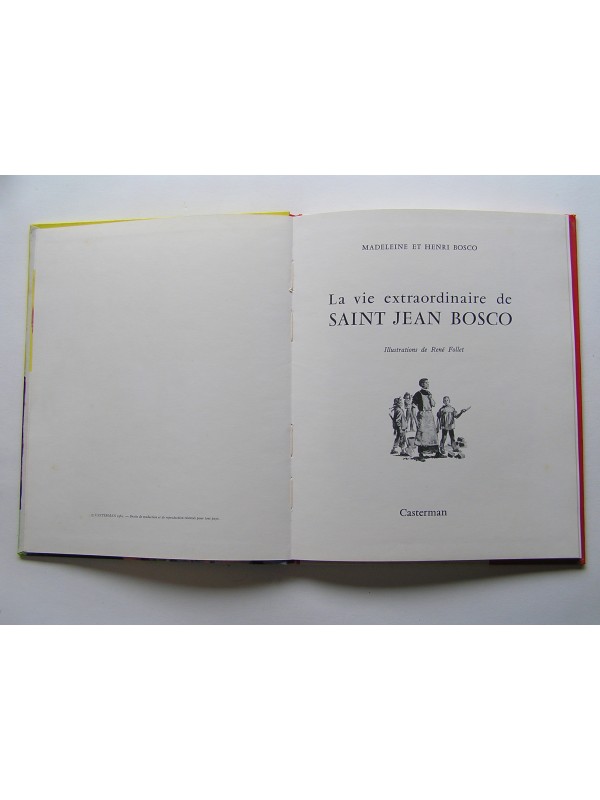 MADELEINE ET HENRI BOSCO
La vie extraordinaire de
SAINT JEAN BOSCO
Illustrations de René Follet
Casterman